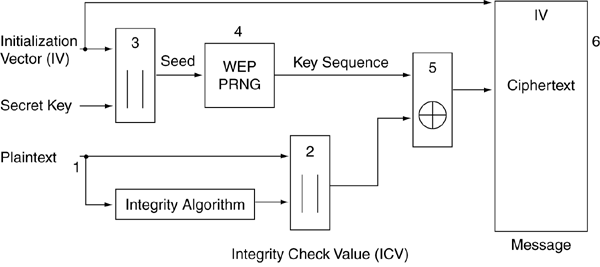 IV
6
Initialization
Vector (IV)
3
4
Seed
WEP
PRNG
Key Sequence
5
Ciphertext
Secret Key
Plaintext
1
2
Integrity Algorithm
Integrity Check Value (ICV)
Message